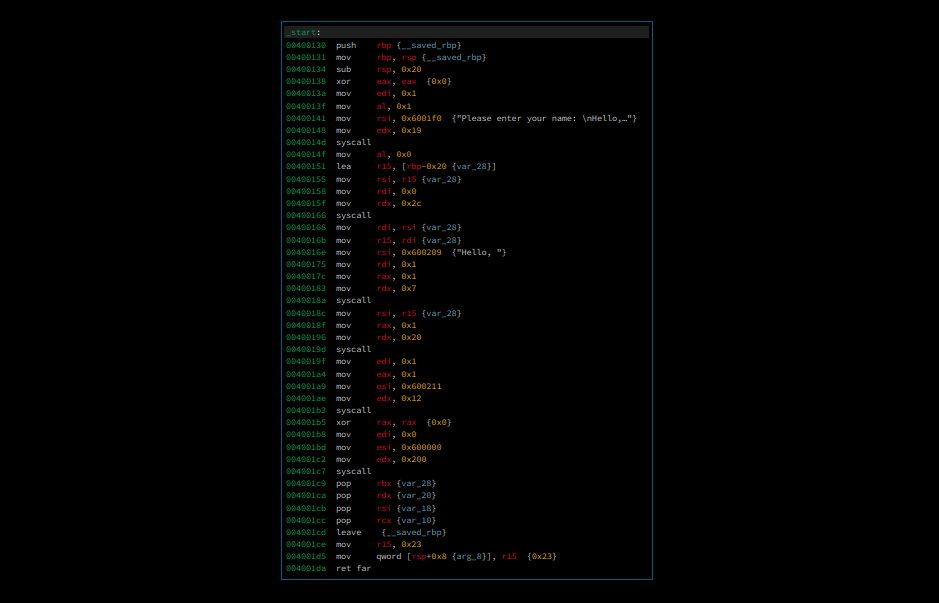 _start:
00400130 push rbp {__saved_rbp}
00400131 mov rbp, rsp {__saved_rbp}
00400134 sub rsp, 0x20
00400138 xor eax, eax {0x0}
0040013a mov edi, 0x1
0040013f mov al, 0x1
00400141 mov rsi, 0x6001f0 {"Please enter your name: \nHello,…"}
00400148 mov edx, 0x19
0040014d syscall
0040014f mov al, 0x0
00400151 lea r15, [rbp-0x20 {var_28}]
00400155 mov rsi, r15 {var_28}
00400158 mov rdi, 0x0
0040015f mov rdx, 0x2c
00400166 syscall
00400168 mov rdi, rsi {var_28}
0040016b mov r15, rdi {var_28}
0040016e mov rsi, 0x600209 {"Hello, "}
00400175 mov rdi, 0x1
0040017c mov rax, 0x1
00400183 mov rdx, 0x7
0040018a syscall
0040018c mov rsi, r15 {var_28}
0040018f mov rax, 0x1
00400196 mov rdx, 0x20
0040019d syscall
0040019f mov edi, 0x1
004001a4 mov eax, 0x1
004001a9 mov esi, 0x600211
004001ae mov edx, 0x12
004001b3 syscall
004001b5 xor rax, rax {0x0}
004001b8 mov edi, 0x0
004001bd mov esi, 0x600000
004001c2 mov edx, 0x200
004001c7 syscall
004001c9 pop rbx {var_28}
004001ca pop rdx {var_20}
004001cb pop rsi {var_18}
004001cc pop rcx {var_10}
004001cd leave {__saved_rbp}
004001ce mov r15, 0x23
004001d5 mov qword [rsp+0x8 {arg_8}], r15 {0x23}
004001da ret far